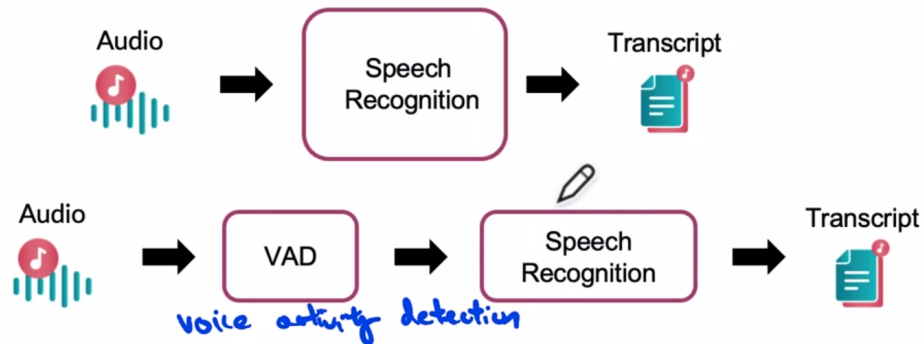 Audio
Speech
Recognition
Transcript
Audio
VAD
Speech
Recognition
Transcript
voice activity detection